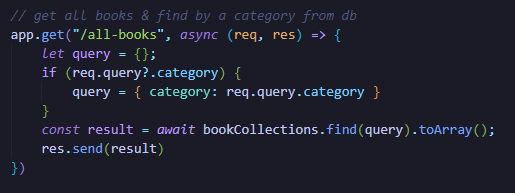 // get all books & find by a category from db
app.get("/all-books", async (req, res) => {
    let query = {};
    if (req.query?.category) {
        query = { category: req.query.category }
    }
    const result = await bookCollections.find(query).toArray();
    res.send(result)
})